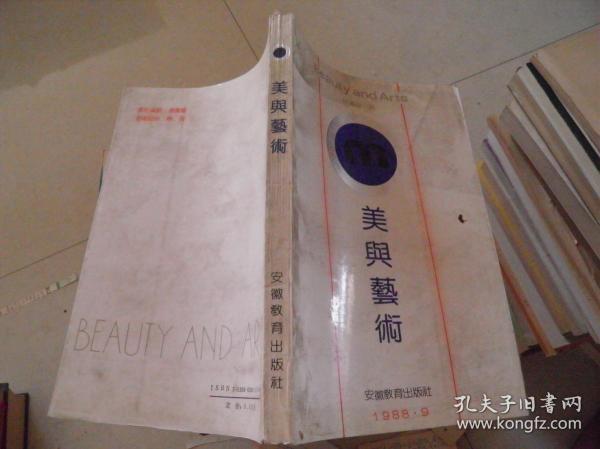 Beauty and Arts
m
美與藝術
安徽教育出版社
1988·9
美與藝術
安徽教育出版社
BEAUTY AND AR
孔夫子旧书网
www.kongfz.com